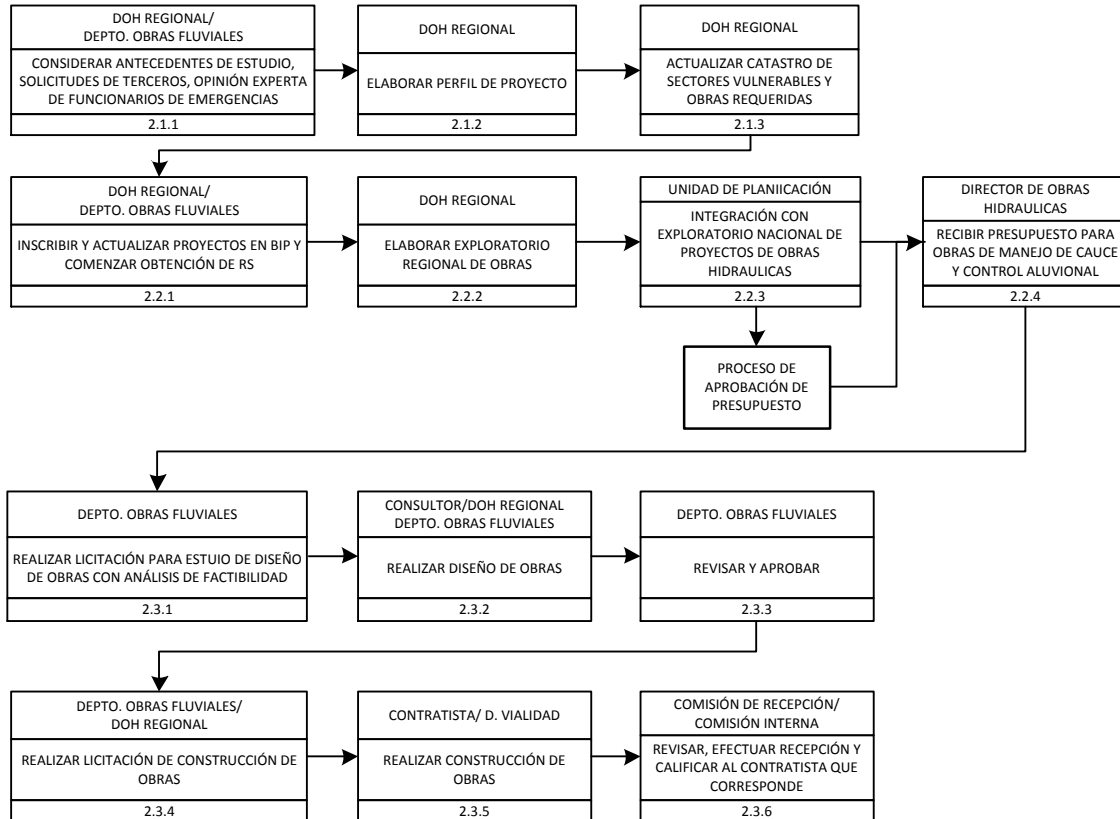 DOH REGIONAL/
DEPTO. OBRAS FLUVIALES
CONSIDERAR ANTECEDENTES DE ESTUDIO,
SOLICITUDES DE TERCEROS, OPINIÓN EXPERTA
DE FUNCIONARIOS DE EMERGENCIAS
2.1.1
DOH REGIONAL
ELABORAR PERFIL DE PROYECTO
2.1.2
DOH REGIONAL
ACTUALIZAR CATASTRO DE
SECTORES VULNERABLES Y
OBRAS REQUERIDAS
2.1.3
DOH REGIONAL/
DEPTO. OBRAS FLUVIALES
INSCRIBIR Y ACTUALIZAR PROYECTOS EN BIP Y
COMENZAR OBTENCIÓN DE RS
2.2.1
DOH REGIONAL
ELABORAR EXPLORATORIO
REGIONAL DE OBRAS
2.2.2
UNIDAD DE PLANIICACIÓN
INTEGRACIÓN CON
EXPLORATORIO NACIONAL DE
PROYECTOS DE OBRAS
HIDRAULICAS
2.2.3
DIRECTOR DE OBRAS
HIDRAULICAS
RECIBIR PRESUPUESTO PARA
OBRAS DE MANEJO DE CAUCE
Y CONTROL ALUVIONAL
2.2.4
PROCESO DE
APROBACIÓN DE
PRESUPUESTO
DEPTO. OBRAS FLUVIALES
REALIZAR LICITACIÓN PARA ESTUIO DE DISEÑO
DE OBRAS CON ANÁLISIS DE FACTIBILIDAD
2.3.1
CONSULTOR/DOH REGIONAL
DEPTO. OBRAS FLUVIALES
REALIZAR DISEÑO DE OBRAS
2.3.2
DEPTO. OBRAS FLUVIALES
REVISAR Y APROBAR
2.3.3
DEPTO. OBRAS FLUVIALES/
DOH REGIONAL
REALIZAR LICITACIÓN DE CONSTRUCCIÓN DE
OBRAS
2.3.4
CONTRATISTA/ D. VIALIDAD
REALIZAR CONSTRUCCIÓN DE
OBRAS
2.3.5
COMISIÓN DE RECEPCIÓN/
COMISIÓN INTERNA
REVISAR, EFECTUAR RECEPCIÓN Y
CALIFICAR AL CONTRATISTA QUE
CORRESPONDE
2.3.6